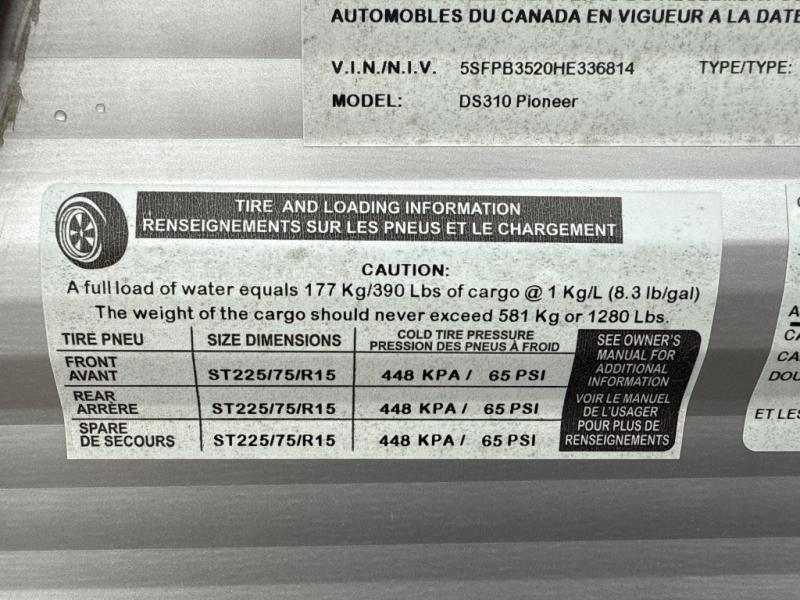 AUTOMOBILES DU CANADA EN VIGUEUR A LA DATE
V.I.N./N.I.V. 5SFPB3520HE336814 TYPE/TYPE:
MODEL: DS310 Pioneer
TIRE AND LOADING INFORMATION
RENSEIGNEMENTS SUR LES PNEUS ET LE CHARGEMENT
CAUTION:
A full load of water equals 177 Kg/390 Lbs of cargo @ 1 Kg/L (8.3 lb/gal)
The weight of the cargo should never exceed 581 Kg or 1280 Lbs.
TIRE PNEU SIZE DIMENSIONS COLD TIRE PRESSURE
PRESSION DES PNEUS À FROID
FRONT
AVANT ST225/75/R15 448 KPA / 65 PSI
REAR
ARRÈRE ST225/75/R15 448 KPA / 65 PSI
SPARE
DE SECOURS ST225/75/R15 448 KPA / 65 PSI
SEE OWNER'S
MANUAL FOR
ADDITIONAL
INFORMATION
VOIR LE MANUEL
DE L'USAGER
POUR PLUS DE
RENSEIGNEMENTS
ET LES